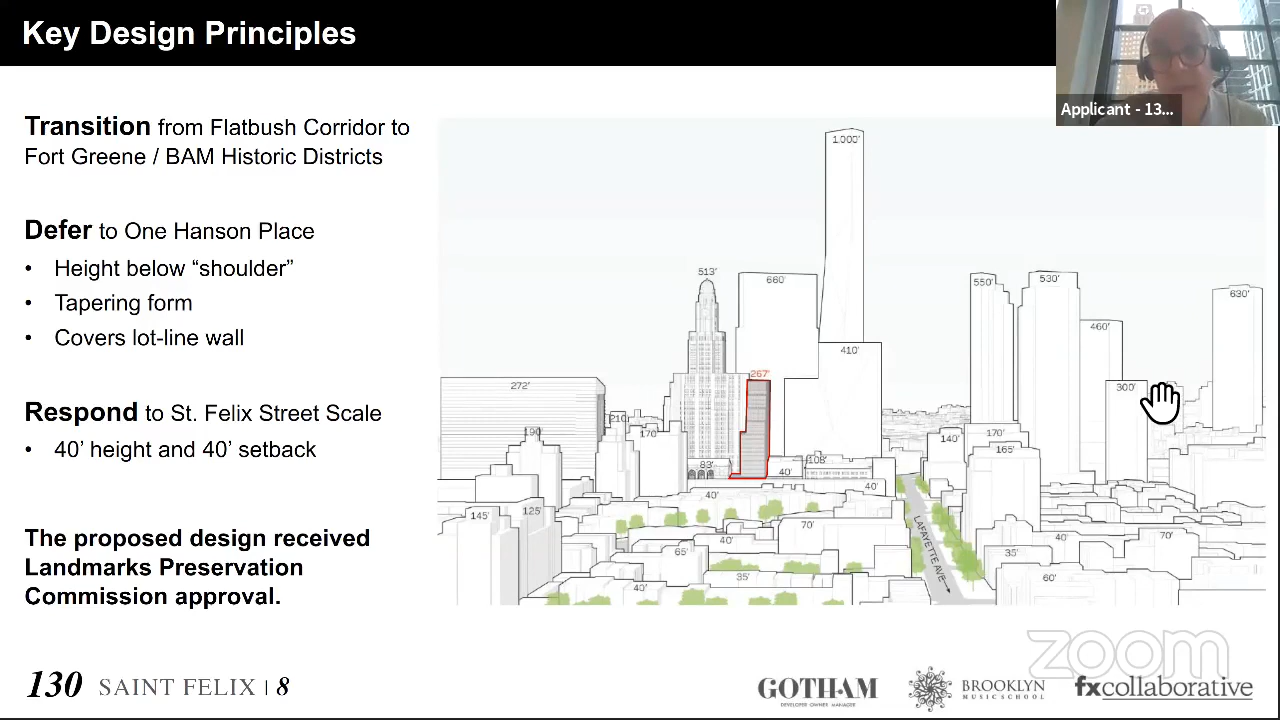 Key Design Principles
Applicant - 13...
Transition from Flatbush Corridor to
Fort Greene / BAM Historic Districts
Defer to One Hanson Place
• Height below “shoulder”
• Tapering form
• Covers lot-line wall
Respond to St. Felix Street Scale
• 40’ height and 40’ setback
The proposed design received
Landmarks Preservation
Commission approval.
1,000'
513'
660'
550'
530'
630'
460'
410'
267'
272'
300'
210'
190'
170'
140'
170'
165'
83'
40'
108'
40'
40'
145'
125'
70'
40'
65'
35'
40'
LAFAYETTE AVE
35'
40'
70'
60'
zoom
130 SAINT FELIX | 8
GOTHAM
DEVELOPER OWNER MANAGER
BROOKLYN
MUSIC SCHOOL
fxcollaborative